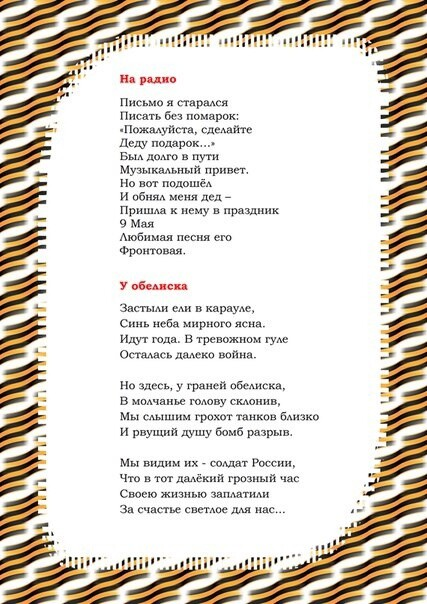 На радио
Письмо я старался
Писать без помарок:
«Пожалуйста, сделайте
Деду подарок...»
Был долго в пути
Музыкальный привет.
Но вот подошёл
И обнял меня дед –
Пришла к нему в праздник
9 Мая
Любимая песня его
Фронтовая.
У обелиска
Застыли ели в карауле,
Синь неба мирного ясна.
Идут года. В тревожном гуле
Осталась далеко война.
Но здесь, у граней обелиска,
В молчанье голову склонив,
Мы слышим грохот танков близко
И рвущий душу бомб разрыв.
Мы видим их - солдат России,
Что в тот далёкий грозный час
Своею жизнью заплатили
За счастье светлое для нас...